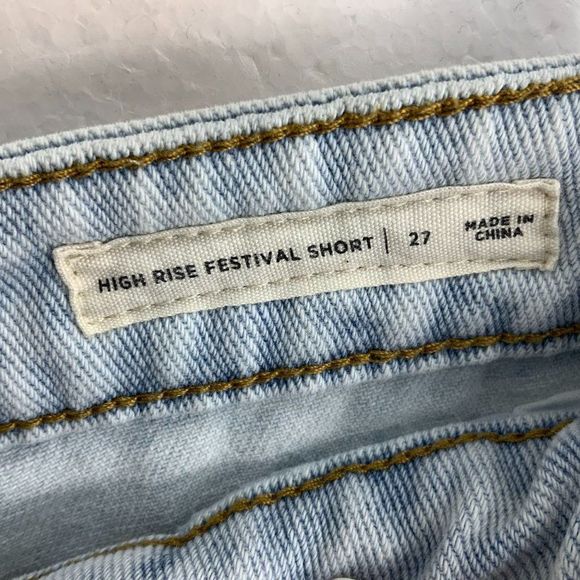 HIGH RISE FESTIVAL SHORT | 27 MADE IN
CHINA